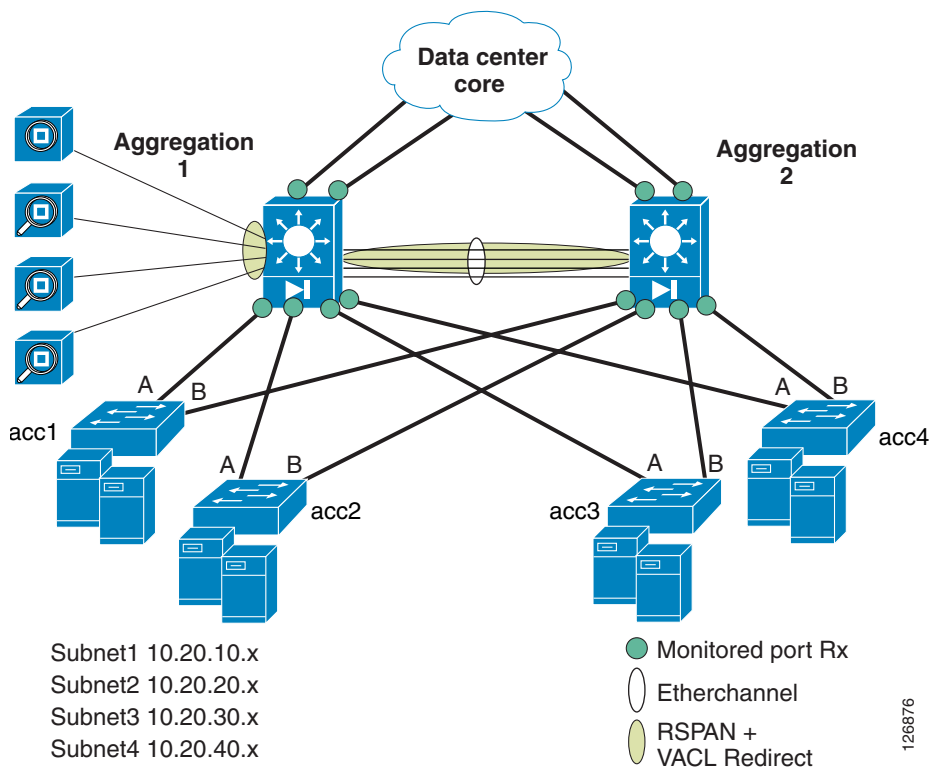 Data center
core
Aggregation
1
Aggregation
2
A
B
acc1
A
B
acc2
A
B
acc3
A
B
acc4
Subnet1 10.20.10.x
Subnet2 10.20.20.x
Subnet3 10.20.30.x
Subnet4 10.20.40.x
Monitored port Rx
Etherchannel
RSPAN +
VACL Redirect
126876